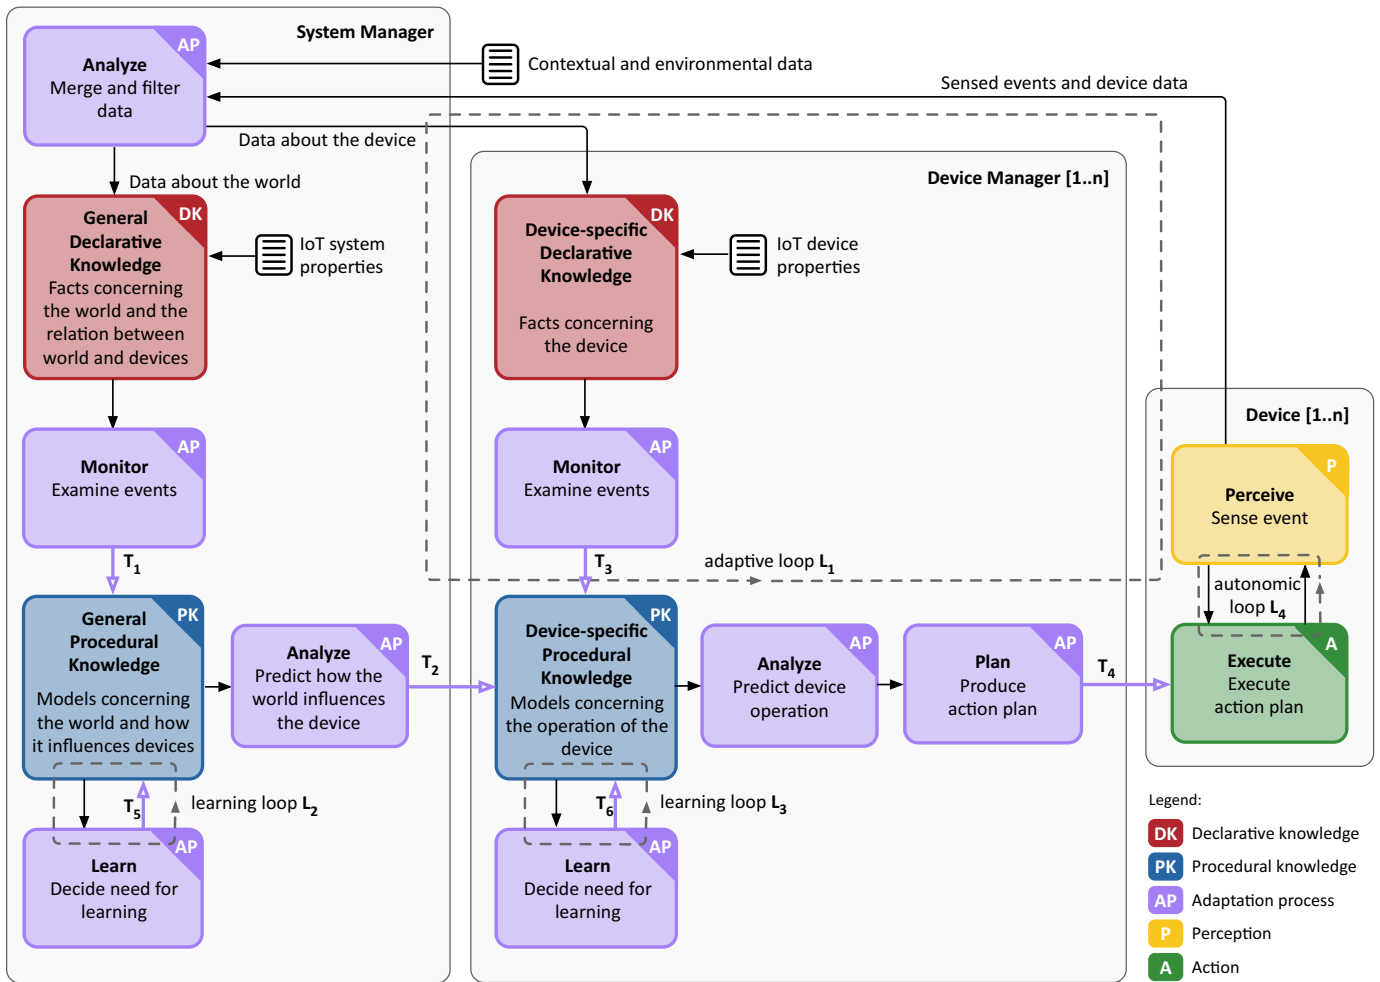 System Manager
AP
Analyze
Merge and filter
data
Contextual and environmental data
Sensed events and device data
Data about the device
Data about the world
Device Manager [1..n]
DK
General
Declarative
Knowledge
Facts concerning
the world and the
relation between
world and devices
IoT system
properties
DK
Device-specific
Declarative
Knowledge
Facts concerning
the device
IoT device
properties
AP
Monitor
Examine events
AP
Monitor
Examine events
Device [1..n]
P
Perceive
Sense event
T1
T3
adaptive loop L1
autonomic
loop L4
PK
General
Procedural
Knowledge
Models concerning
the world and how
it influences devices
AP
Analyze
Predict how the
world influences
the device
T2
PK
Device-specific
Procedural
Knowledge
Models concerning
the operation of the
device
AP
Analyze
Predict device
operation
AP
Plan
Produce
action plan
T4
A
Execute
Execute
action plan
T5
learning loop L2
T6
learning loop L3
AP
Learn
Decide need for
learning
AP
Learn
Decide need for
learning
Legend:
DK Declarative knowledge
PK Procedural knowledge
AP Adaptation process
P Perception
A Action